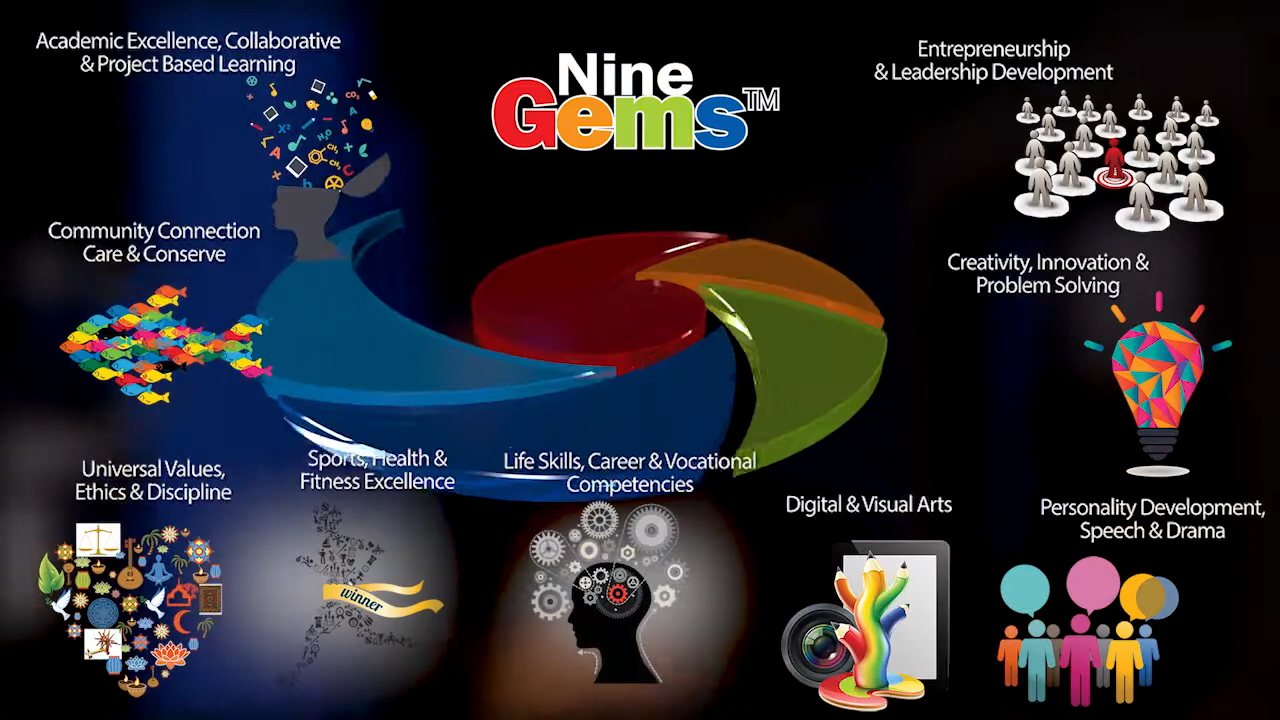 Academic Excellence, Collaborative
& Project Based Learning
Nine
Gems™
Entrepreneurship
& Leadership Development
Community Connection
Care & Conserve
Creativity, Innovation &
Problem Solving
Universal Values,
Ethics & Discipline
Sports, Health &
Fitness Excellence
winner
Life Skills, Career & Vocational
Competencies
Digital & Visual Arts
Personality Development,
Speech & Drama